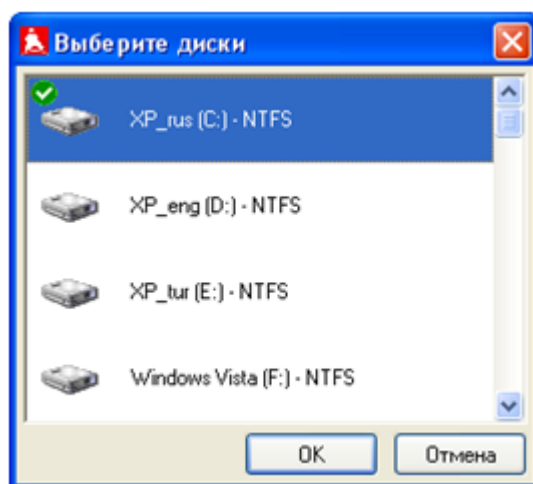 Выберите диски
XP_rus (C:) - NTFS
XP_eng (D:) - NTFS
XP_tur (E:) - NTFS
Windows Vista (F:) - NTFS
OK
Отмена